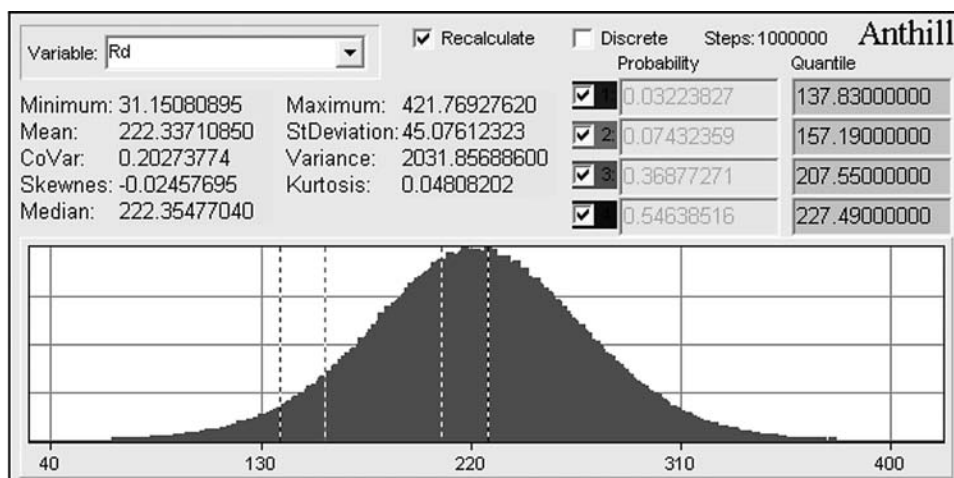 Variable: Rd
Recalculate
Discrete
Steps:1000000
Anthill
Probability
Quantile
Minimum: 31.15080895
Maximum: 421.76927620
Mean: 222.33710850
StDeviation: 45.07612323
CoVar: 0.20273774
Variance: 2031.85688600
Skewnes: -0.02457695
Kurtosis: 0.04808202
Median: 222.35477040
1: 0.03223827 137.83000000
2: 0.07432359 157.19000000
3: 0.36877271 207.55000000
0.54638516 227.49000000
40 130 220 310 400